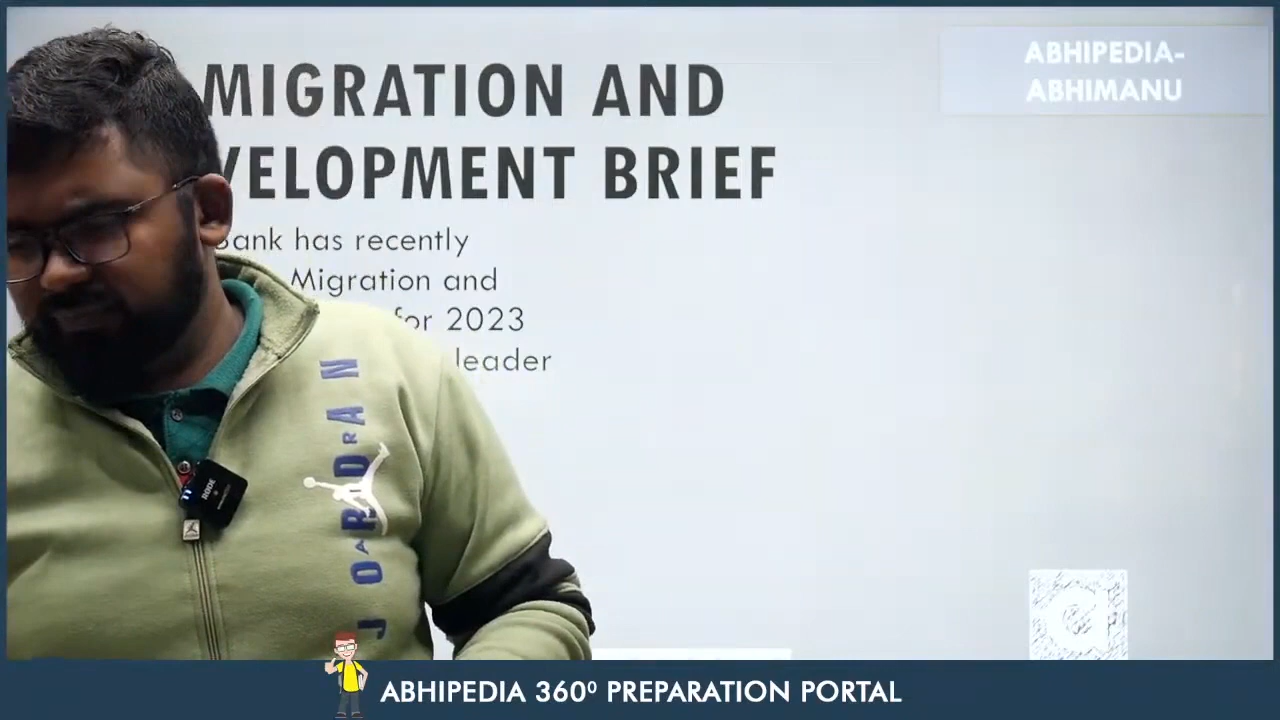 MIGRATION AND
VELOPMENT BRIEF
Bank has recently
Migration and
for 2023
leader
ABHIPEDIA-
ABHIMANU
JORDAN
RODE
ABHIPEDIA 360⁰ PREPARATION PORTAL